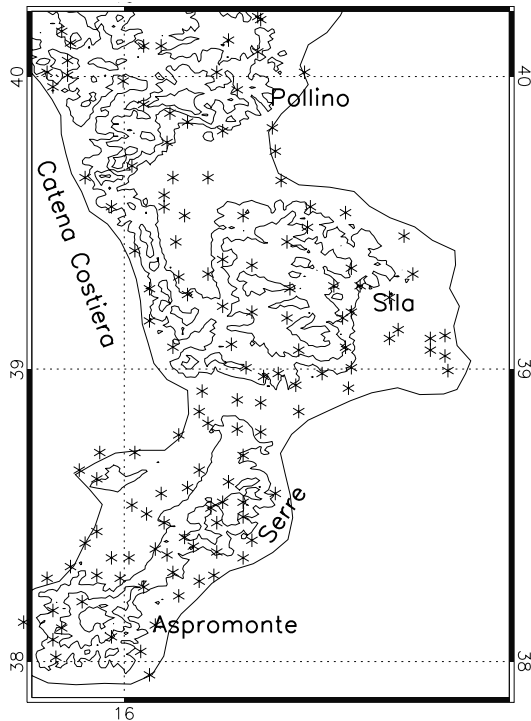 40
40
Pollino
Catena Costiera
Sila
39
39
Serre
Aspromonte
38
38
16